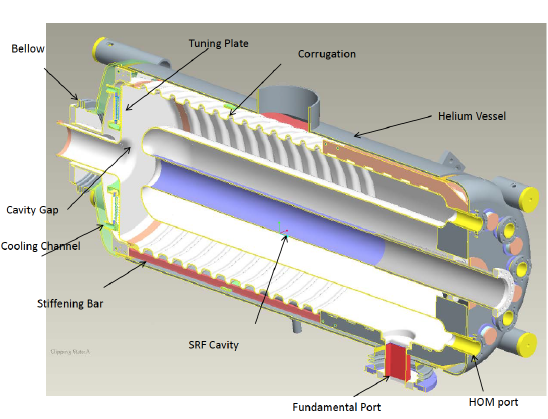 Bellow
Tuning Plate
Corrugation
Helium Vessel
Cavity Gap
Cooling Channel
Stiffening Bar
SRF Cavity
Fundamental Port
HOM port